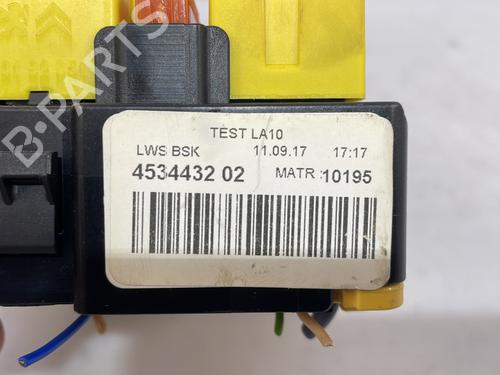 B-PARTS
TEST LA10
LWS BSK 11.09.17 17:17
4534432 02 MATR :10195